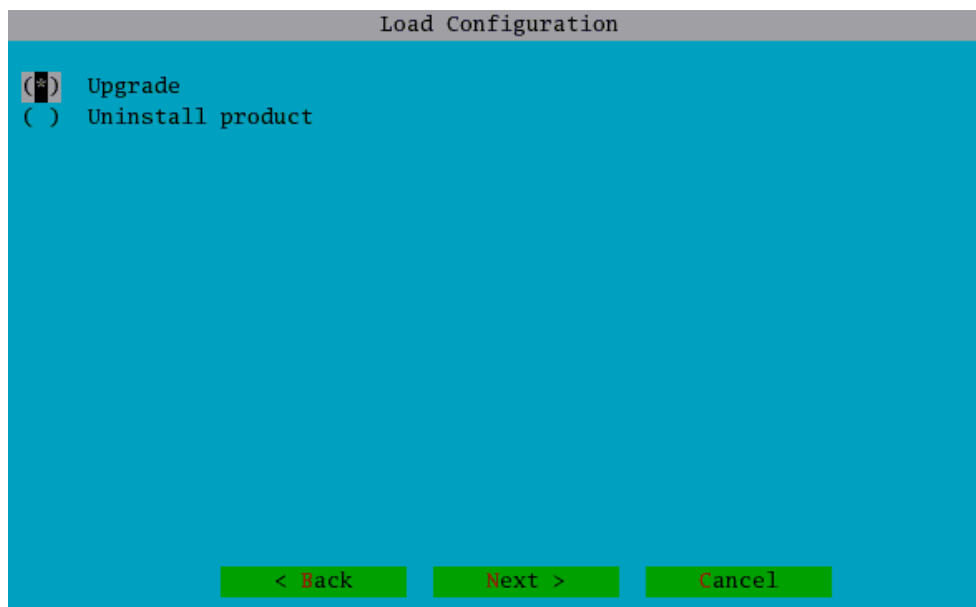 Load Configuration
(*) Upgrade
( ) Uninstall product
< Back Next > Cancel